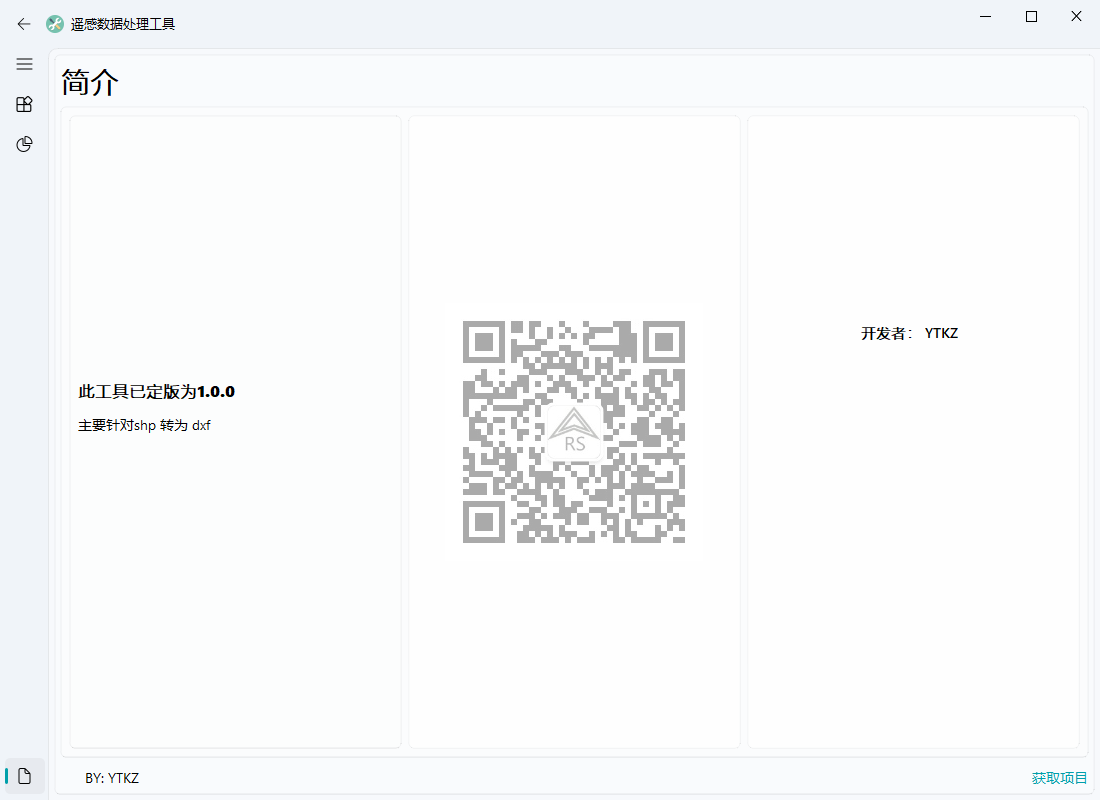 遥感数据处理工具
简介
此工具已定版为1.0.0
主要针对shp 转为 dxf
RS
开发者： YTKZ
BY: YTKZ
获取项目